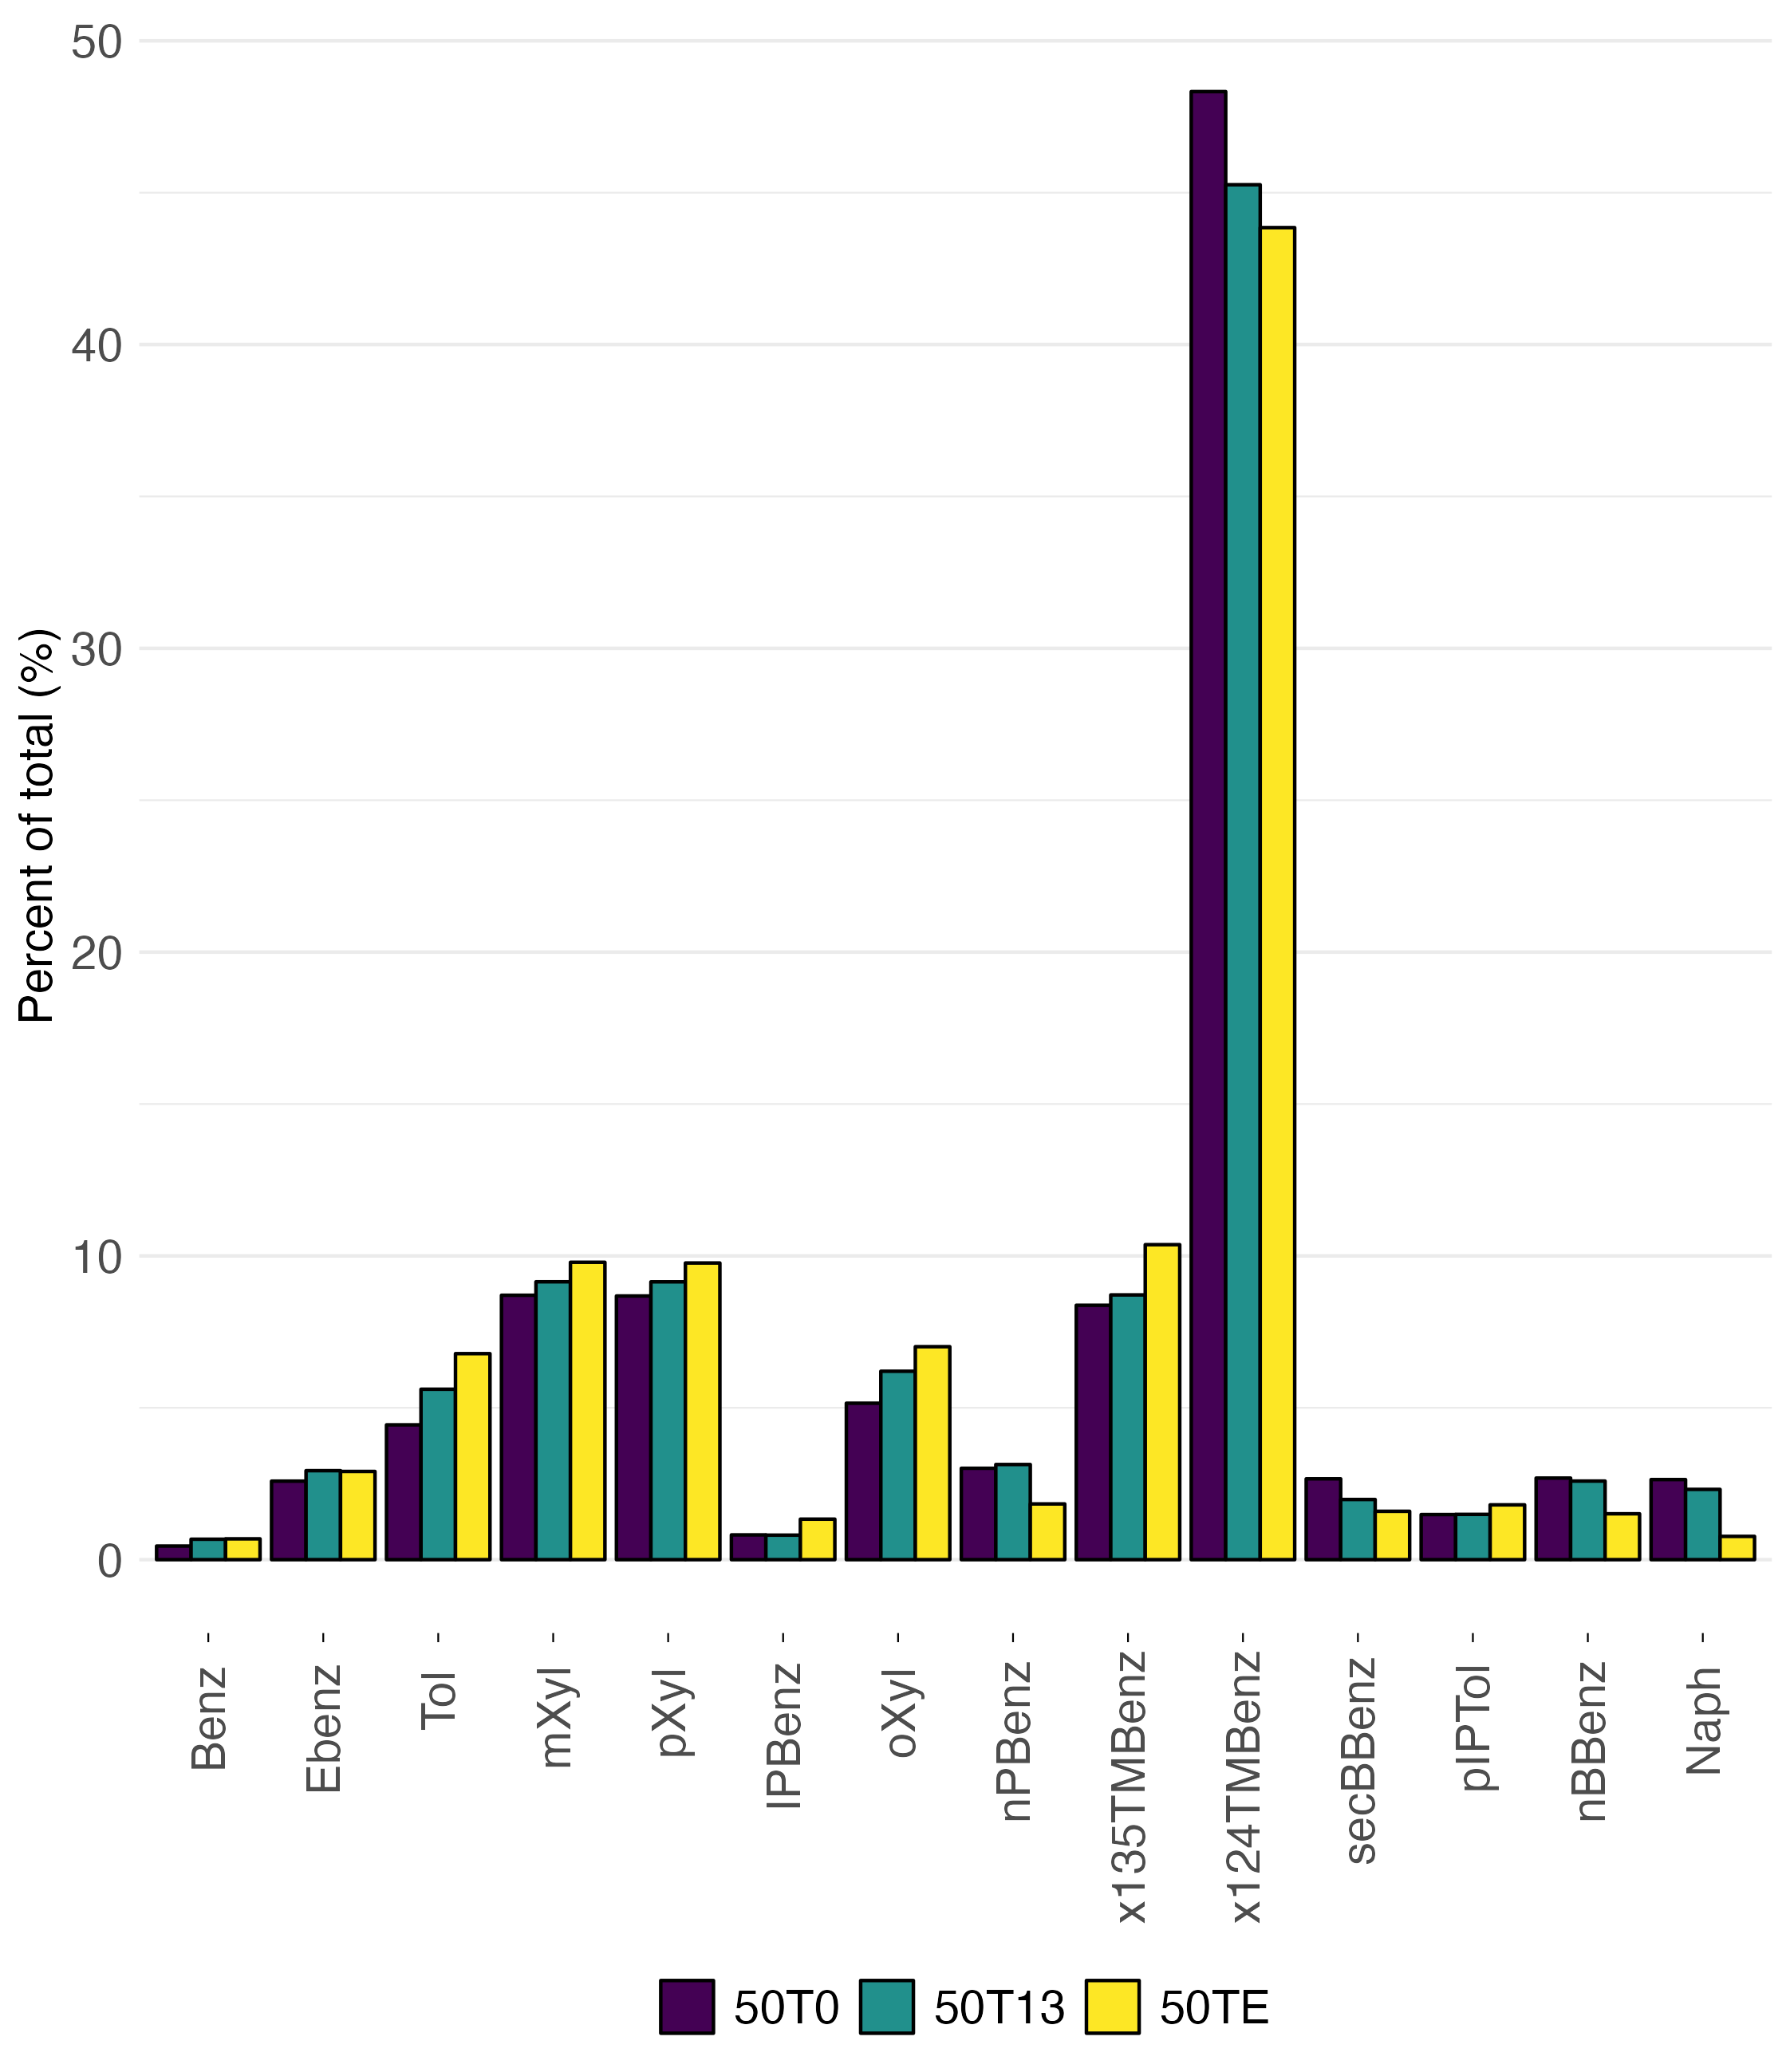 Percent of total (%)
50
40
30
20
10
0
Benz
Ebenz
Tol
mXyl
pXyl
IPBenz
oXyl
nPBenz
x135TMBenz
x124TMBenz
secBBenz
pIPTol
nBBenz
Naph
50T0 50T13 50TE